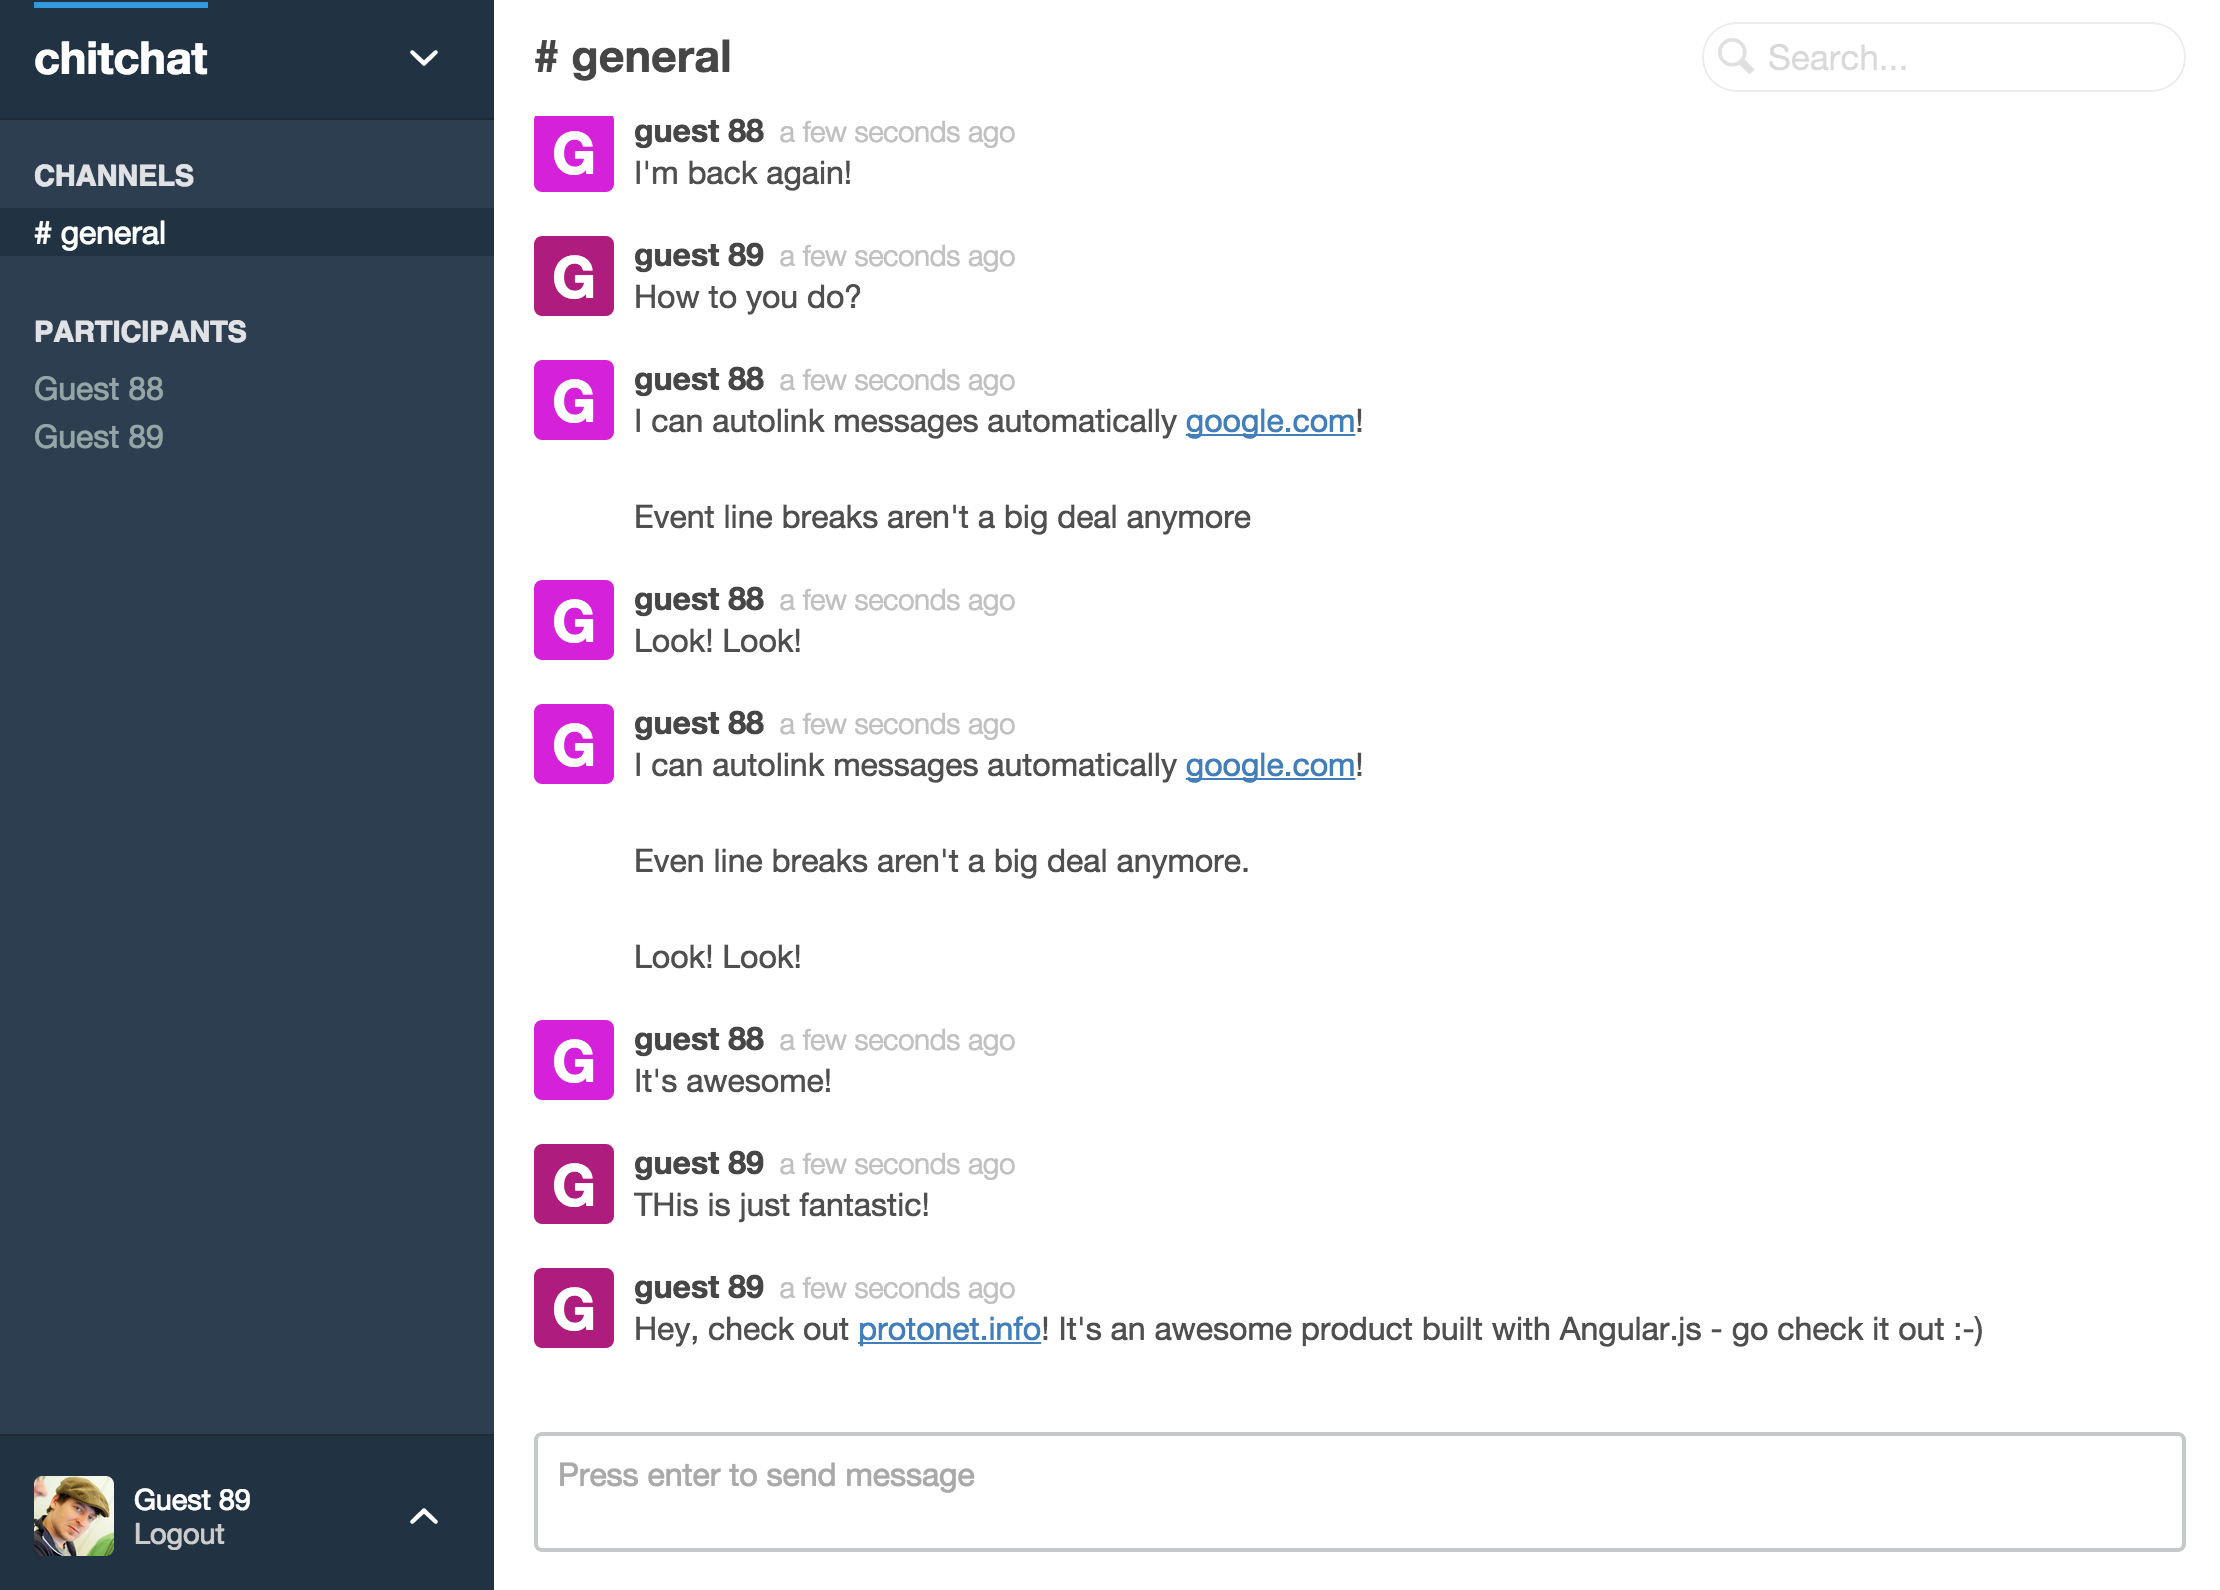 chitchat
CHANNELS
# general
PARTICIPANTS
Guest 88
Guest 89
Guest 89
Logout
# general
Search...
G
guest 88 a few seconds ago
I'm back again!
G
guest 89 a few seconds ago
How to you do?
G
guest 88 a few seconds ago
I can autolink messages automatically google.com!
Event line breaks aren't a big deal anymore
G
guest 88 a few seconds ago
Look! Look!
G
guest 88 a few seconds ago
I can autolink messages automatically google.com!
Even line breaks aren't a big deal anymore.
Look! Look!
G
guest 88 a few seconds ago
It's awesome!
G
guest 89 a few seconds ago
THis is just fantastic!
G
guest 89 a few seconds ago
Hey, check out protonet.info! It's an awesome product built with Angular.js - go check it out :-)
Press enter to send message